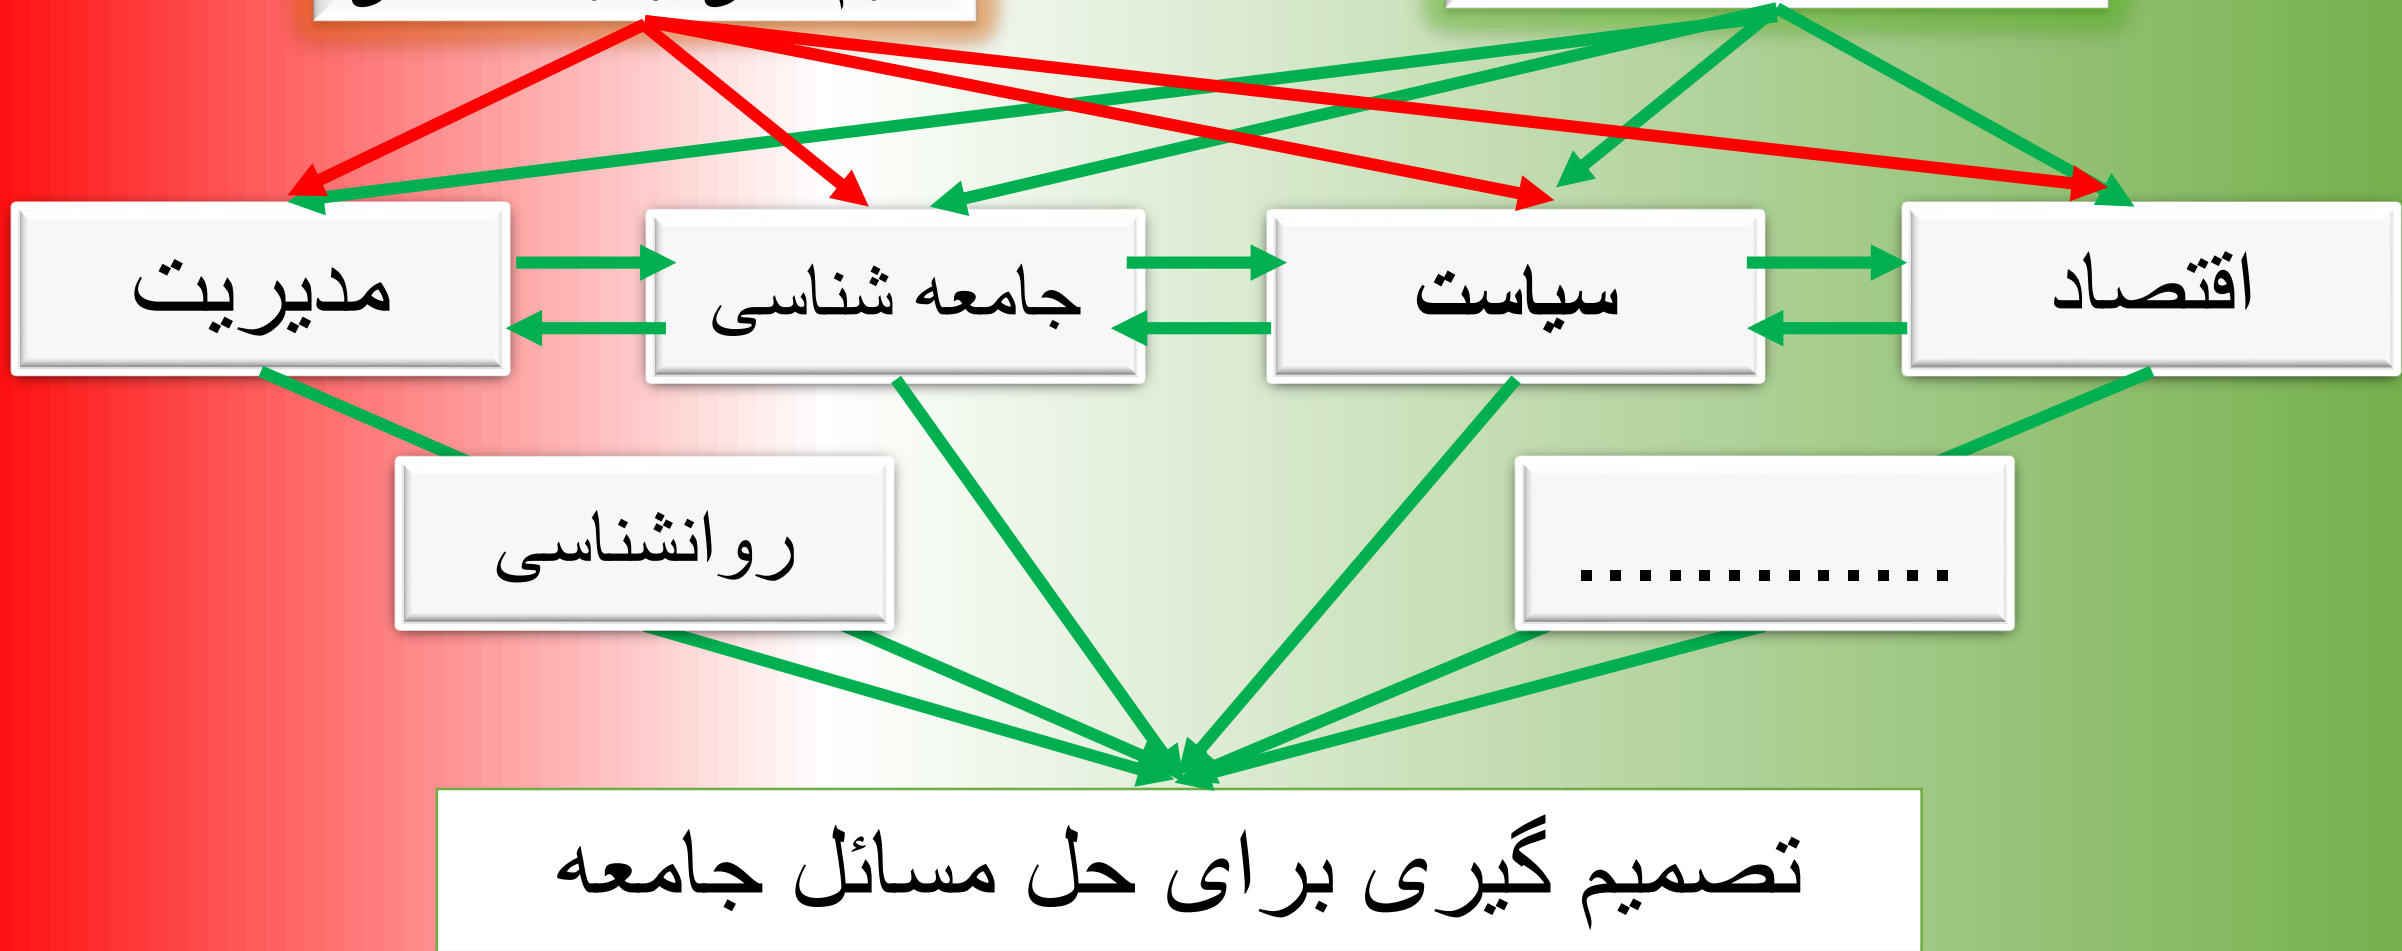 اقتصاد
سیاست
جامعه شناسی
مدیریت
.............
روانشناسی
تصمیم گیری برای حل مسائل جامعه